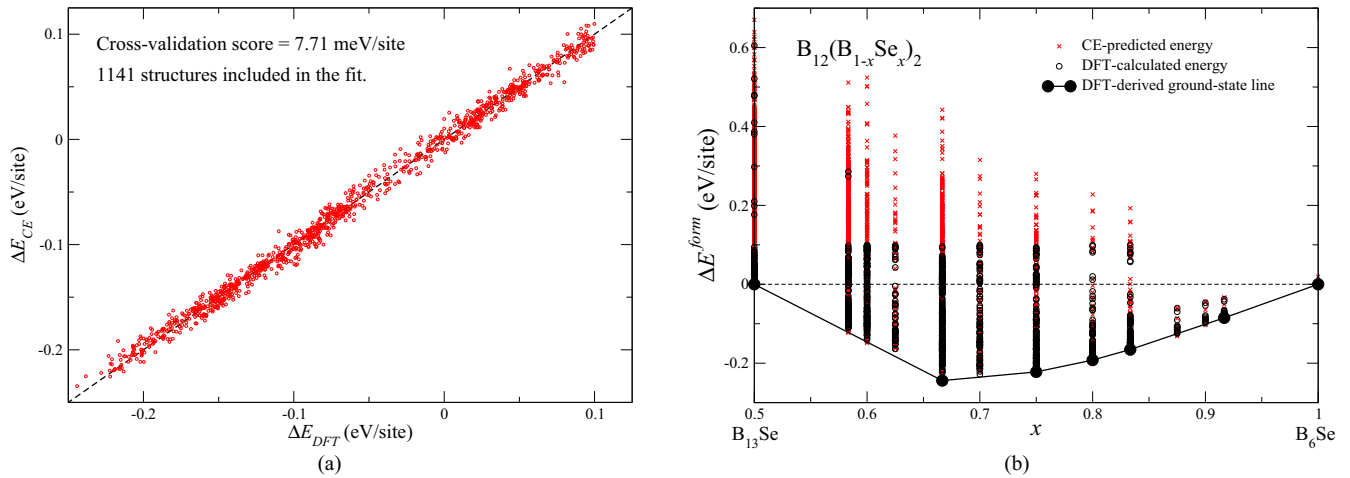 Cross-validation score = 7.71 meV/site
1141 structures included in the fit.
0.1
0
-0.1
-0.2
ΔE_CE (eV/site)
-0.2
-0.1
0
0.1
ΔE_DFT (eV/site)
(a)
B12(B1-xSex)2
CE-predicted energy
DFT-calculated energy
DFT-derived ground-state line
0.6
0.4
0.2
0
-0.2
ΔE^form (eV/site)
0.5
0.6
0.7
0.8
0.9
1
B13Se
x
B6Se
(b)